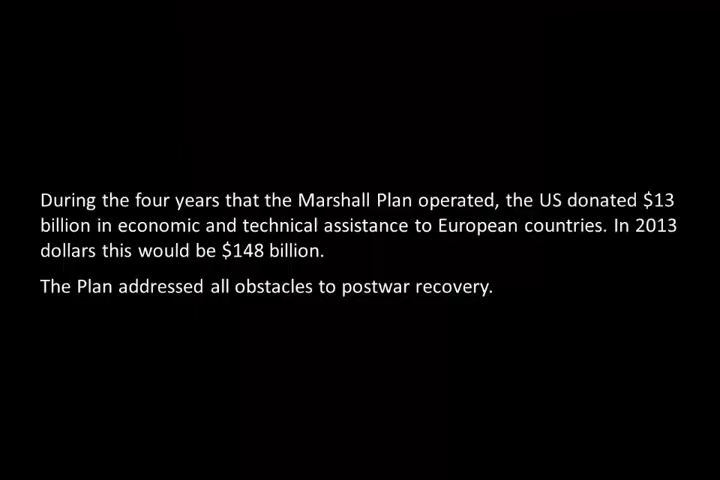 During the four years that the Marshall Plan operated, the US donated $13
billion in economic and technical assistance to European countries. In 2013
dollars this would be $148 billion.
The Plan addressed all obstacles to postwar recovery.